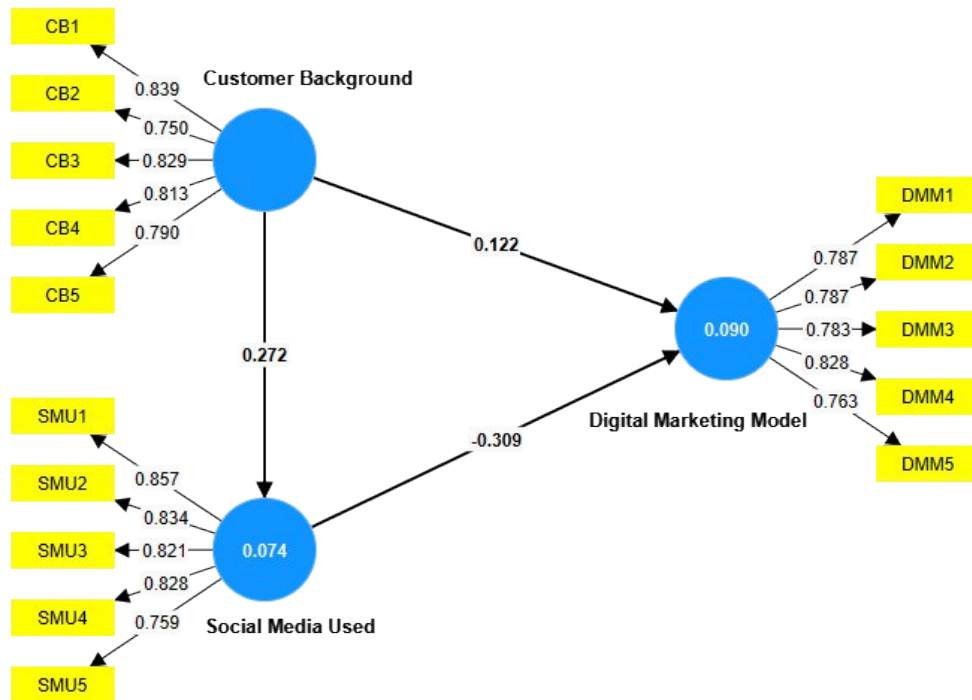 CB1
Customer Background
0.839
CB2
0.750
CB3
0.829
0.813
CB4
0.790
CB5
DMM1
0.122
0.787
DMM2
0.787
0.090
0.783
DMM3
0.828
DMM4
0.763
DMM5
Digital Marketing Model
0.272
-0.309
SMU1
0.857
SMU2
0.834
0.074
SMU3
0.821
0.828
SMU4
0.759
Social Media Used
SMU5